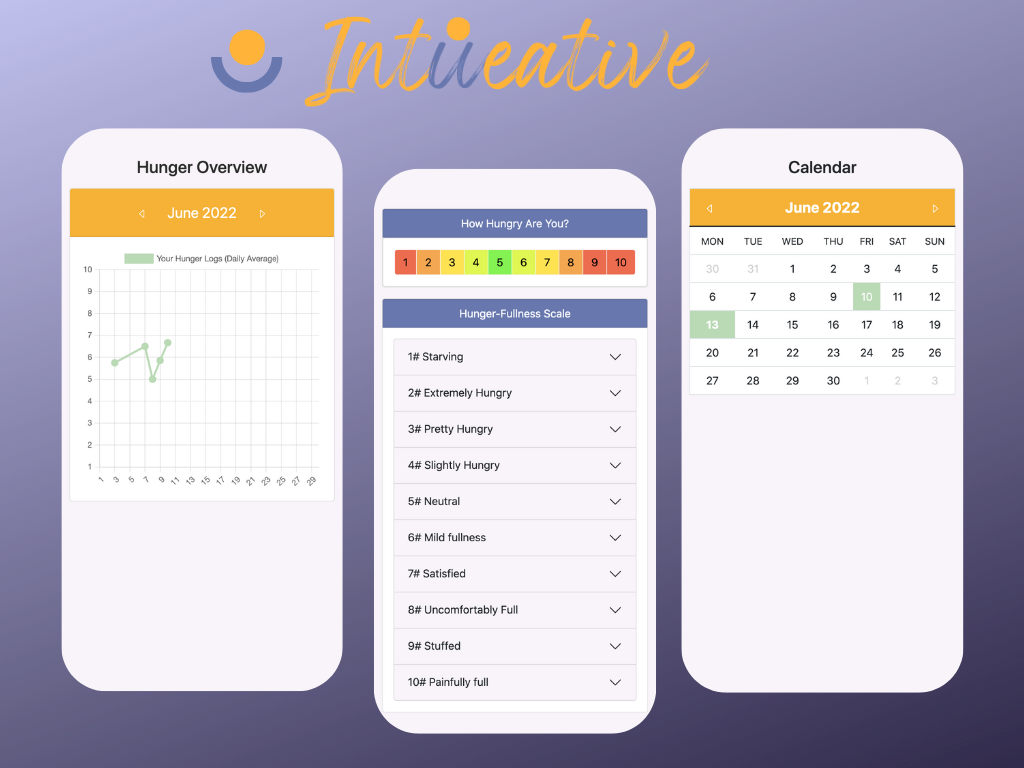 Intüeative
Hunger Overview
June 2022
Your Hunger Logs (Daily Average)
10
9
8
7
6
5
4
3
2
1
1 3 5 7 9 11 13 15 17 19 21 23 25 27 29
How Hungry Are You?
1 2 3 4 5 6 7 8 9 10
Hunger-Fullness Scale
1# Starving
2# Extremely Hungry
3# Pretty Hungry
4# Slightly Hungry
5# Neutral
6# Mild fullness
7# Satisfied
8# Uncomfortably Full
9# Stuffed
10# Painfully full
Calendar
June 2022
MON TUE WED THU FRI SAT SUN
30 31 1 2 3 4 5
6 7 8 9 10 11 12
13 14 15 16 17 18 19
20 21 22 23 24 25 26
27 28 29 30 1 2 3